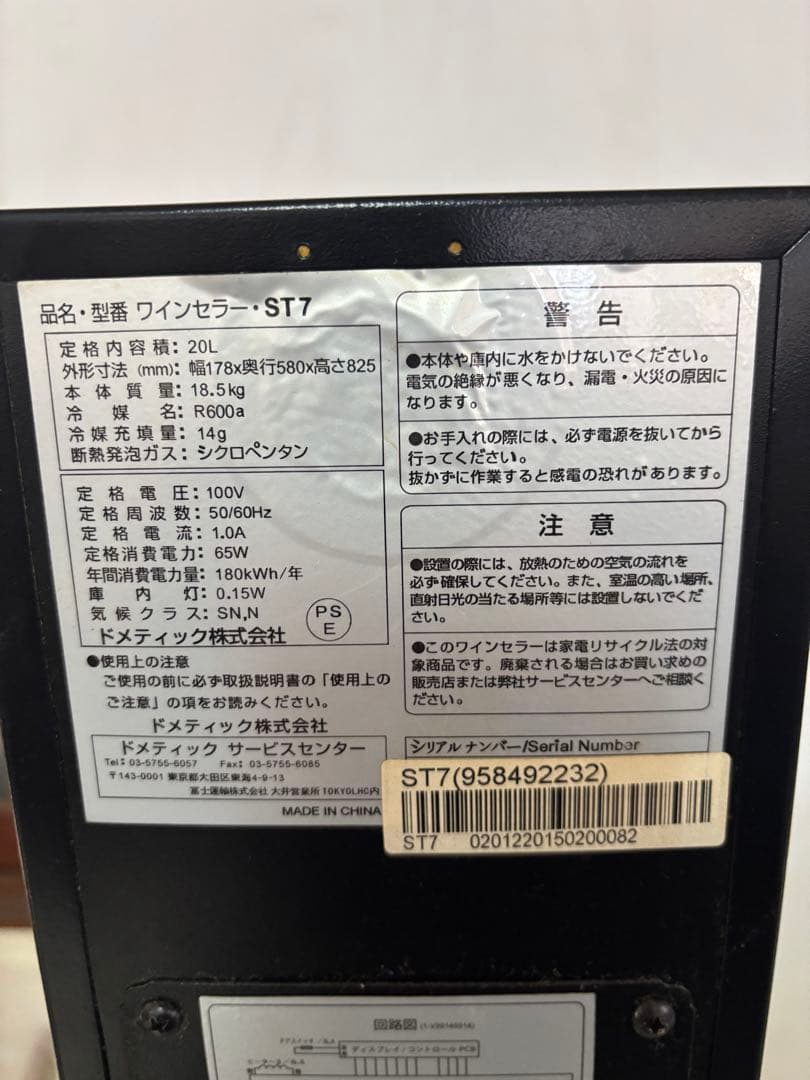 品名・型番 ワインセラー・ST7
定格内容積：20L
外形寸法（mm）：幅178x奥行580x高さ825
本体質量：18.5kg
冷媒名：R600a
冷媒充填量：14g
断熱発泡ガス：シクロペンタン
定格電圧：100V
定格周波数：50/60Hz
定格電流：1.0A
定格消費電力：65W
年間消費電力量：180kWh/年
庫内灯：0.15W
気候クラス：SN,N
ドメティック株式会社
PS
E
●使用上の注意
ご使用の前に必ず取扱説明書の「使用上の
ご注意」の項をお読みください。
ドメティック株式会社
ドメティック サービスセンター
Tel：03-5755-6057 Fax：03-5755-6085
〒143-0001 東京都大田区東海4-9-13
冨士運輸株式会社 大井営業所 TOKYOLHC内
MADE IN CHINA
警告
●本体や庫内に水をかけないでください。
電気の絶縁が悪くなり、漏電・火災の原因に
なります。
●お手入れの際には、必ず電源を抜いてから
行ってください。
抜かずに作業すると感電の恐れがあります。
注意
●設置の際には、放熱のための空気の流れを
必ず確保してください。また、室温の高い場所、
直射日光の当たる場所等には設置しないでくだ
さい。
●このワインセラーは家電リサイクル法の対
象商品です。廃棄される場合はお買い求めの
販売店または弊社サービスセンターへご相談く
ださい。
シリアル ナンバー/Serial Number
ST7(958492232)
ST7 0201220150200082
回路図
ディスプレイ/コントロール PCB